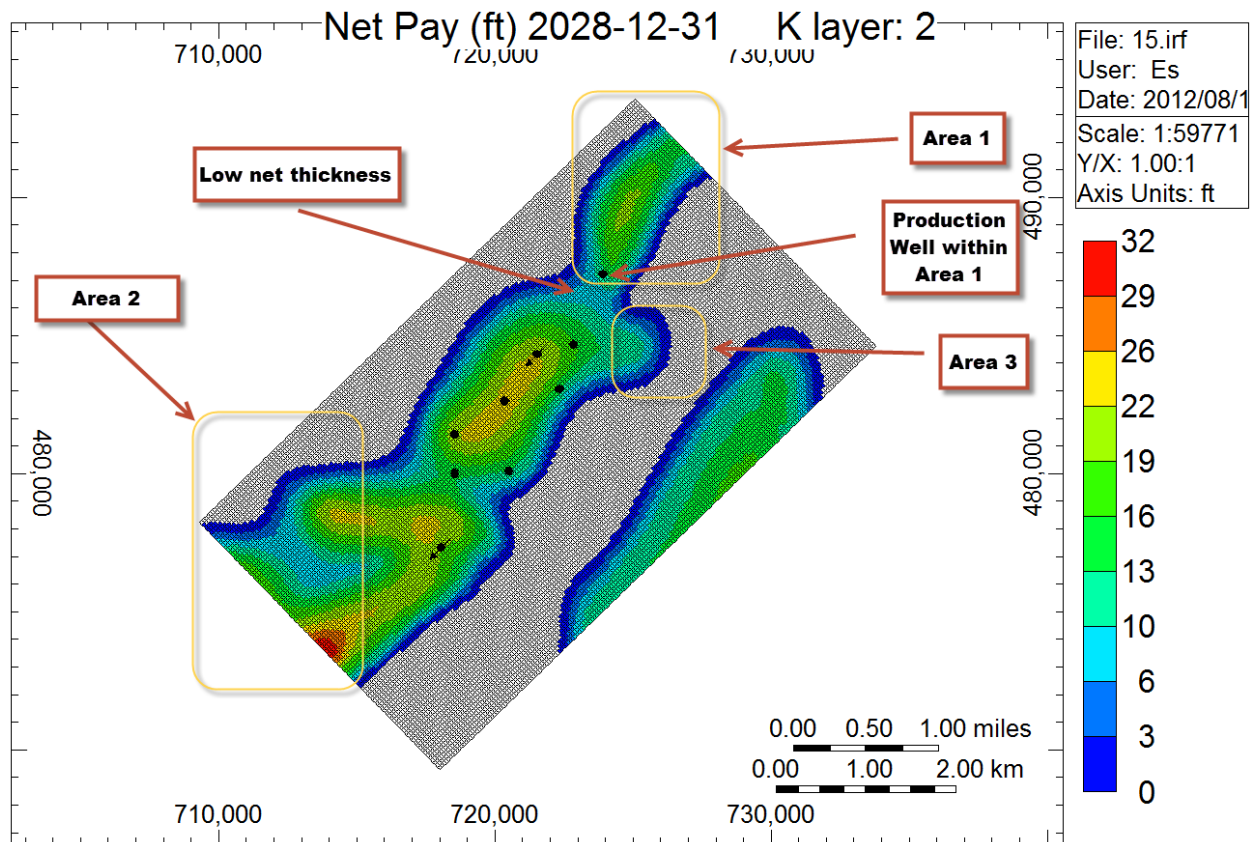 Net Pay (ft) 2028-12-31 K layer: 2
710,000 720,000 730,000
File: 15.irf
User: Es
Date: 2012/08/1
Scale: 1:59771
Y/X: 1.00:1
Axis Units: ft
Area 1
Low net thickness
Production
Well within
Area 1
Area 2
Area 3
490,000
480,000
480,000
32
29
26
22
19
16
13
10
6
3
0
0.00 0.50 1.00 miles
0.00 1.00 2.00 km
710,000 720,000 730,000